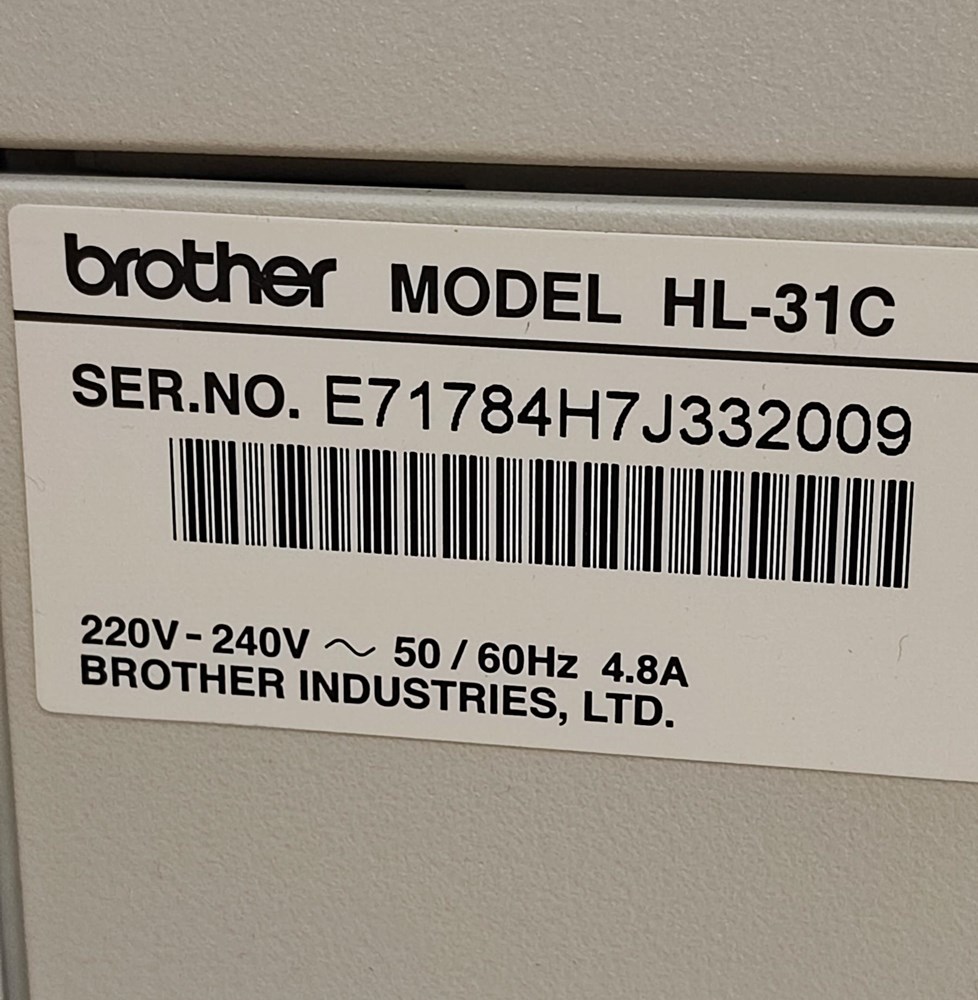 brother MODEL HL-31C
SER.NO. E71784H7J332009
220V-240V ~ 50/60Hz 4.8A
BROTHER INDUSTRIES, LTD.